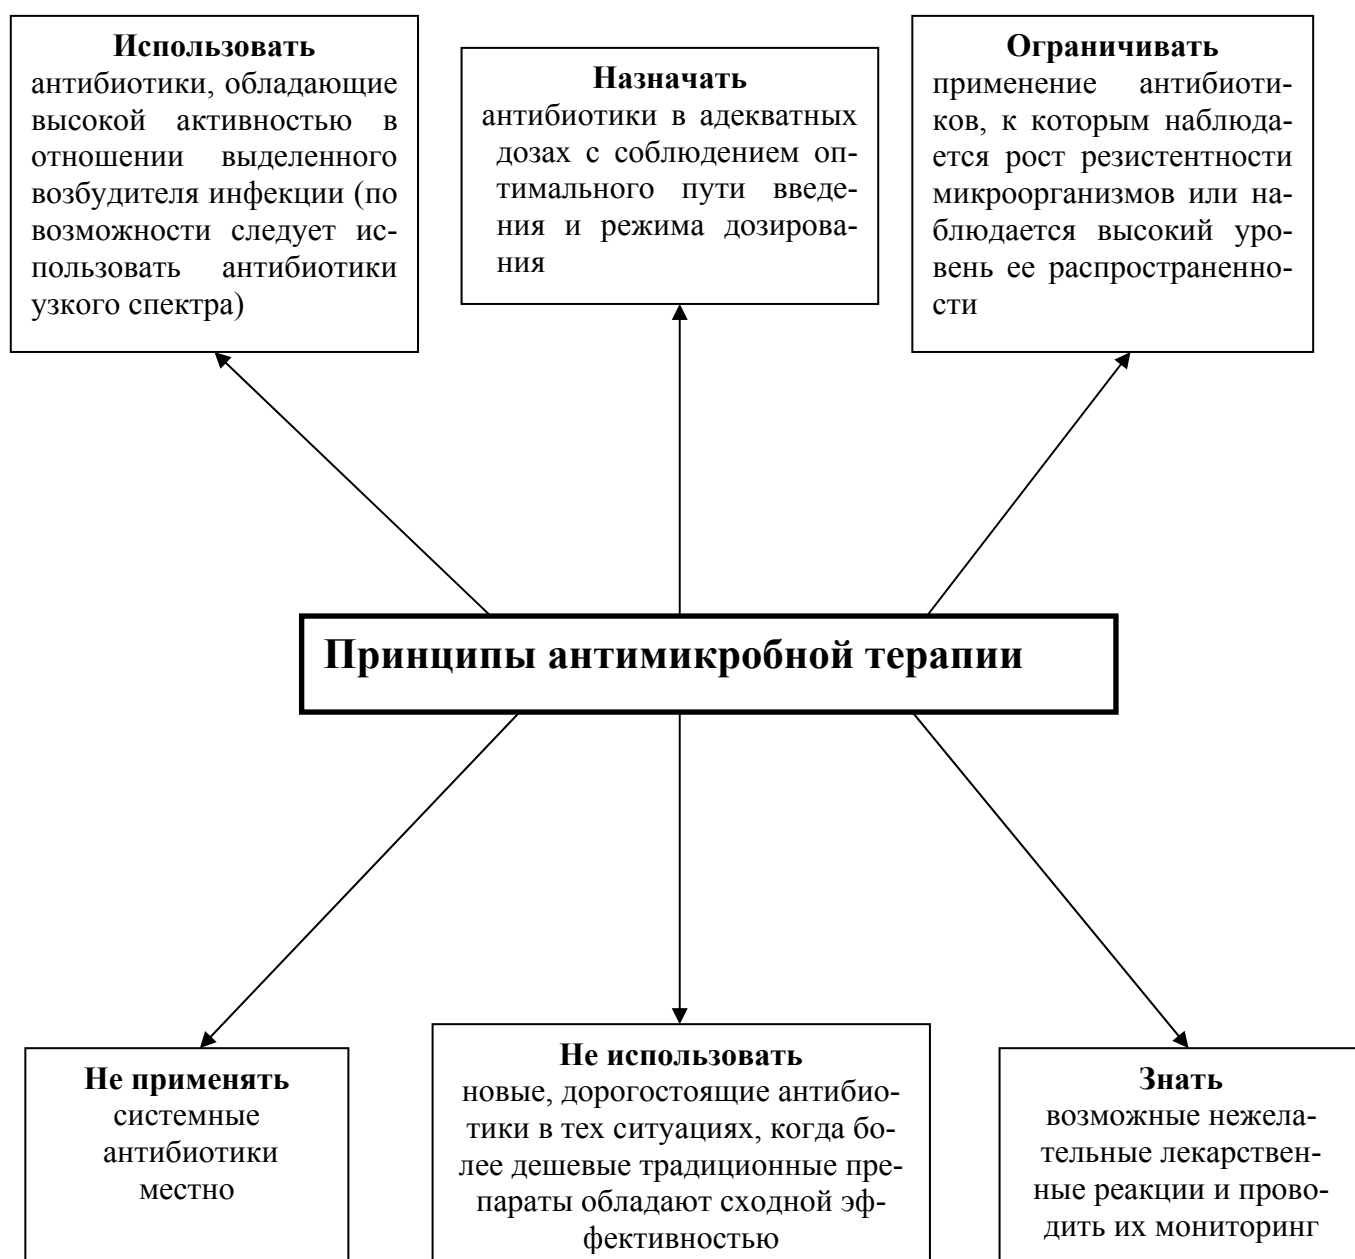 Использовать
антибиотики, обладающие
высокой активностью в
отношении выделенного
возбудителя инфекции (по
возможности следует ис-
пользовать антибиотики
узкого спектра)
Назначать
антибиотики в адекватных
дозах с соблюдением оп-
тимального пути введе-
ния и режима дозирова-
ния
Ограничивать
применение антибиоти-
ков, к которым наблюда-
ется рост резистентности
микроорганизмов или на-
блюдается высокий уро-
вень ее распространенно-
сти
Принципы антимикробной терапии
Не применять
системные
антибиотики
местно
Не использовать
новые, дорогостоящие антибио-
тики в тех ситуациях, когда бо-
лее дешевые традиционные пре-
параты обладают сходной эф-
фективностью
Знать
возможные нежела-
тельные лекарствен-
ные реакции и прово-
дить их мониторинг